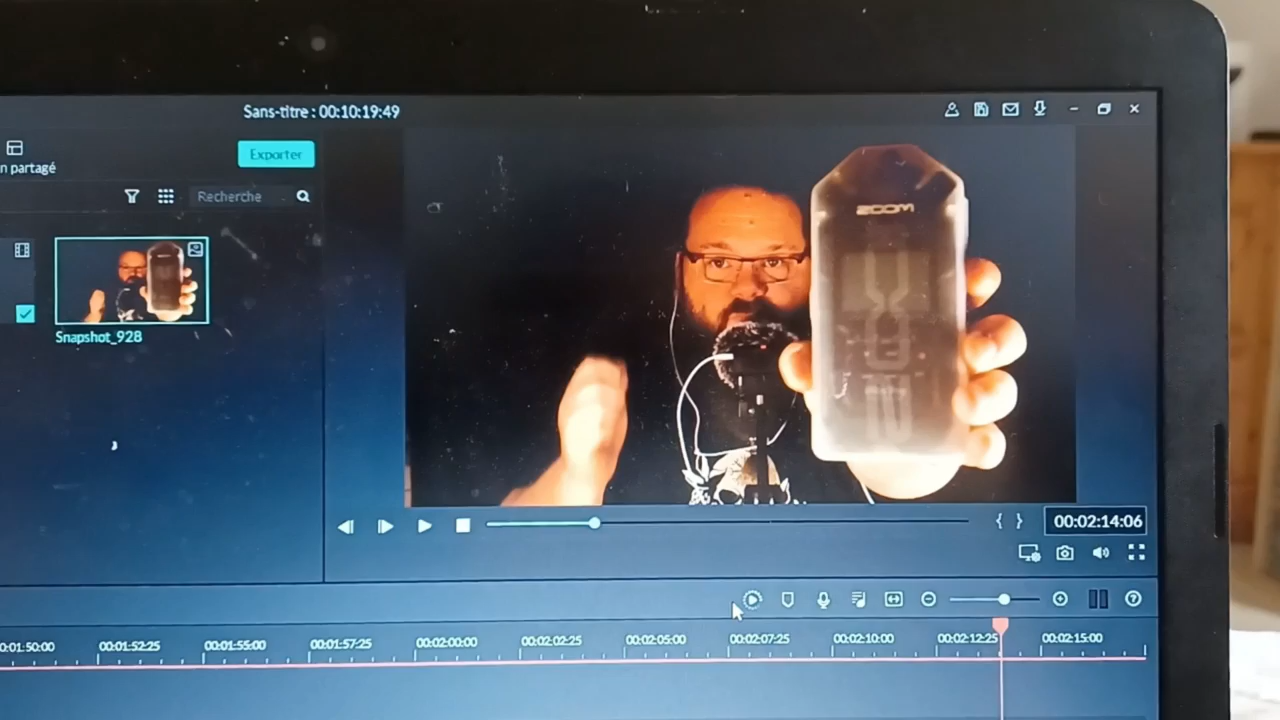 Sans-titre : 00:10:19:49
n partagé
Exporter
Recherche
Snapshot_928
ZOOM
00:02:14:06
0:01:50:00
00:01:52:25
00:01:55:00
00:01:57:25
00:02:00:00
00:02:02:25
00:02:05:00
00:02:07:25
00:02:10:00
00:02:12:25
00:02:15:00